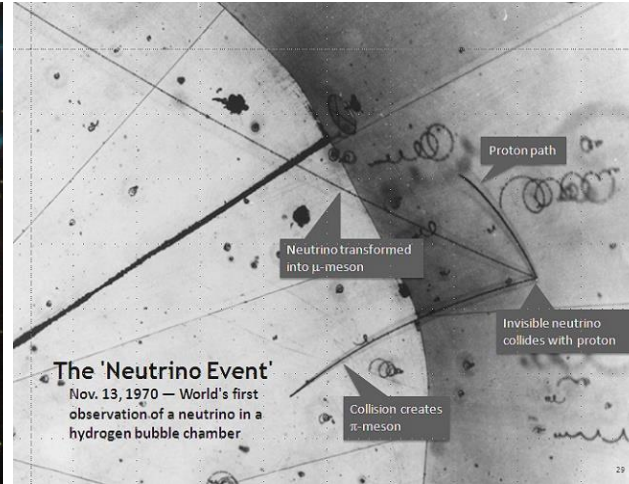 Proton path
Neutrino transformed
into μ-meson
Invisible neutrino
collides with proton
The 'Neutrino Event'
Nov. 13, 1970 — World's first
observation of a neutrino in a
hydrogen bubble chamber
Collision creates
π-meson
29